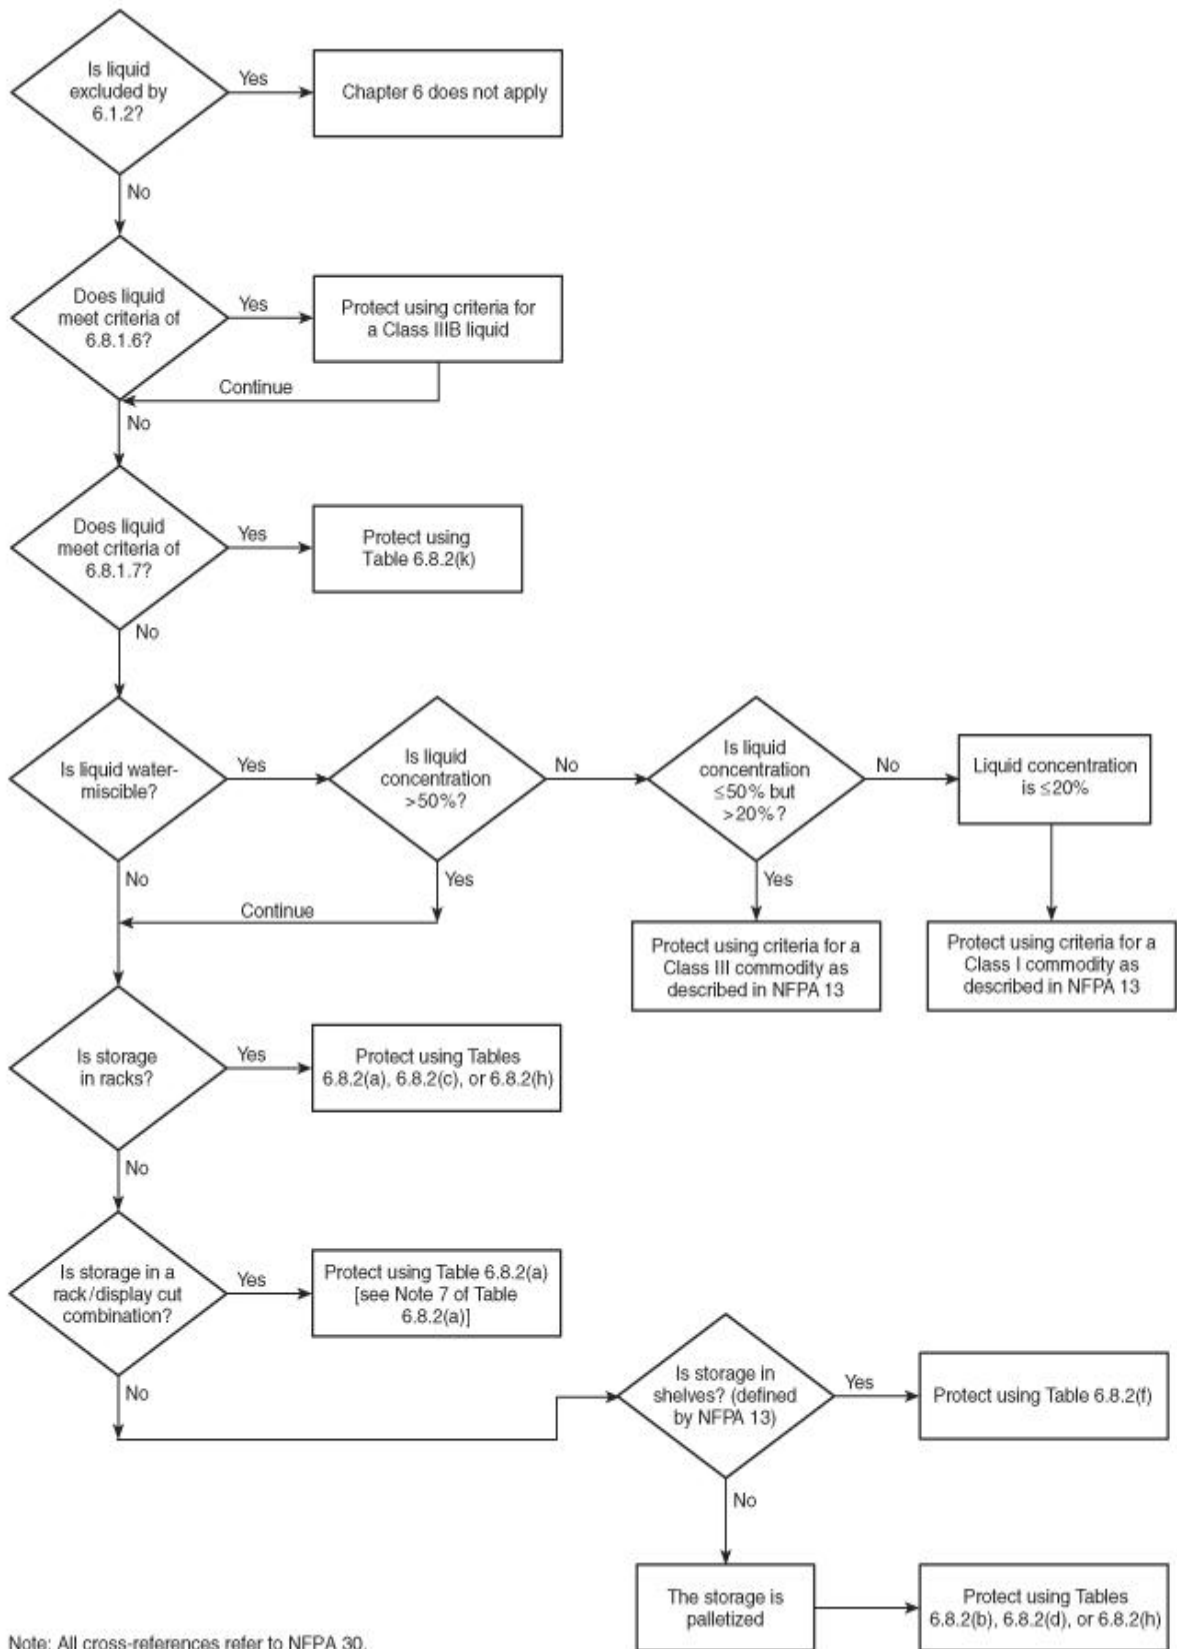 Is liquid
excluded by
6.1.2?
Yes
Chapter 6 does not apply
No
Does liquid
meet criteria of
6.8.1.6?
Yes
Protect using criteria for
a Class IIIB liquid
Continue
No
Does liquid
meet criteria of
6.8.1.7?
Yes
Protect using
Table 6.8.2(k)
No
Is liquid water-
miscible?
Yes
Is liquid
concentration
>50%?
No
Is liquid
concentration
≤50% but
>20%?
No
Liquid concentration
is ≤20%
No
Yes
Yes
Continue
Protect using criteria for a
Class III commodity as
described in NFPA 13
Protect using criteria for a
Class I commodity as
described in NFPA 13
Is storage
in racks?
Yes
Protect using Tables
6.8.2(a), 6.8.2(c), or 6.8.2(h)
No
Is storage in a
rack/display cut
combination?
Yes
Protect using Table 6.8.2(a)
[see Note 7 of Table
6.8.2(a)]
No
Is storage in
shelves? (defined
by NFPA 13)
Yes
Protect using Table 6.8.2(f)
No
The storage is
palletized
Protect using Tables
6.8.2(b), 6.8.2(d), or 6.8.2(h)
Note: All cross-references refer to NFPA 30.